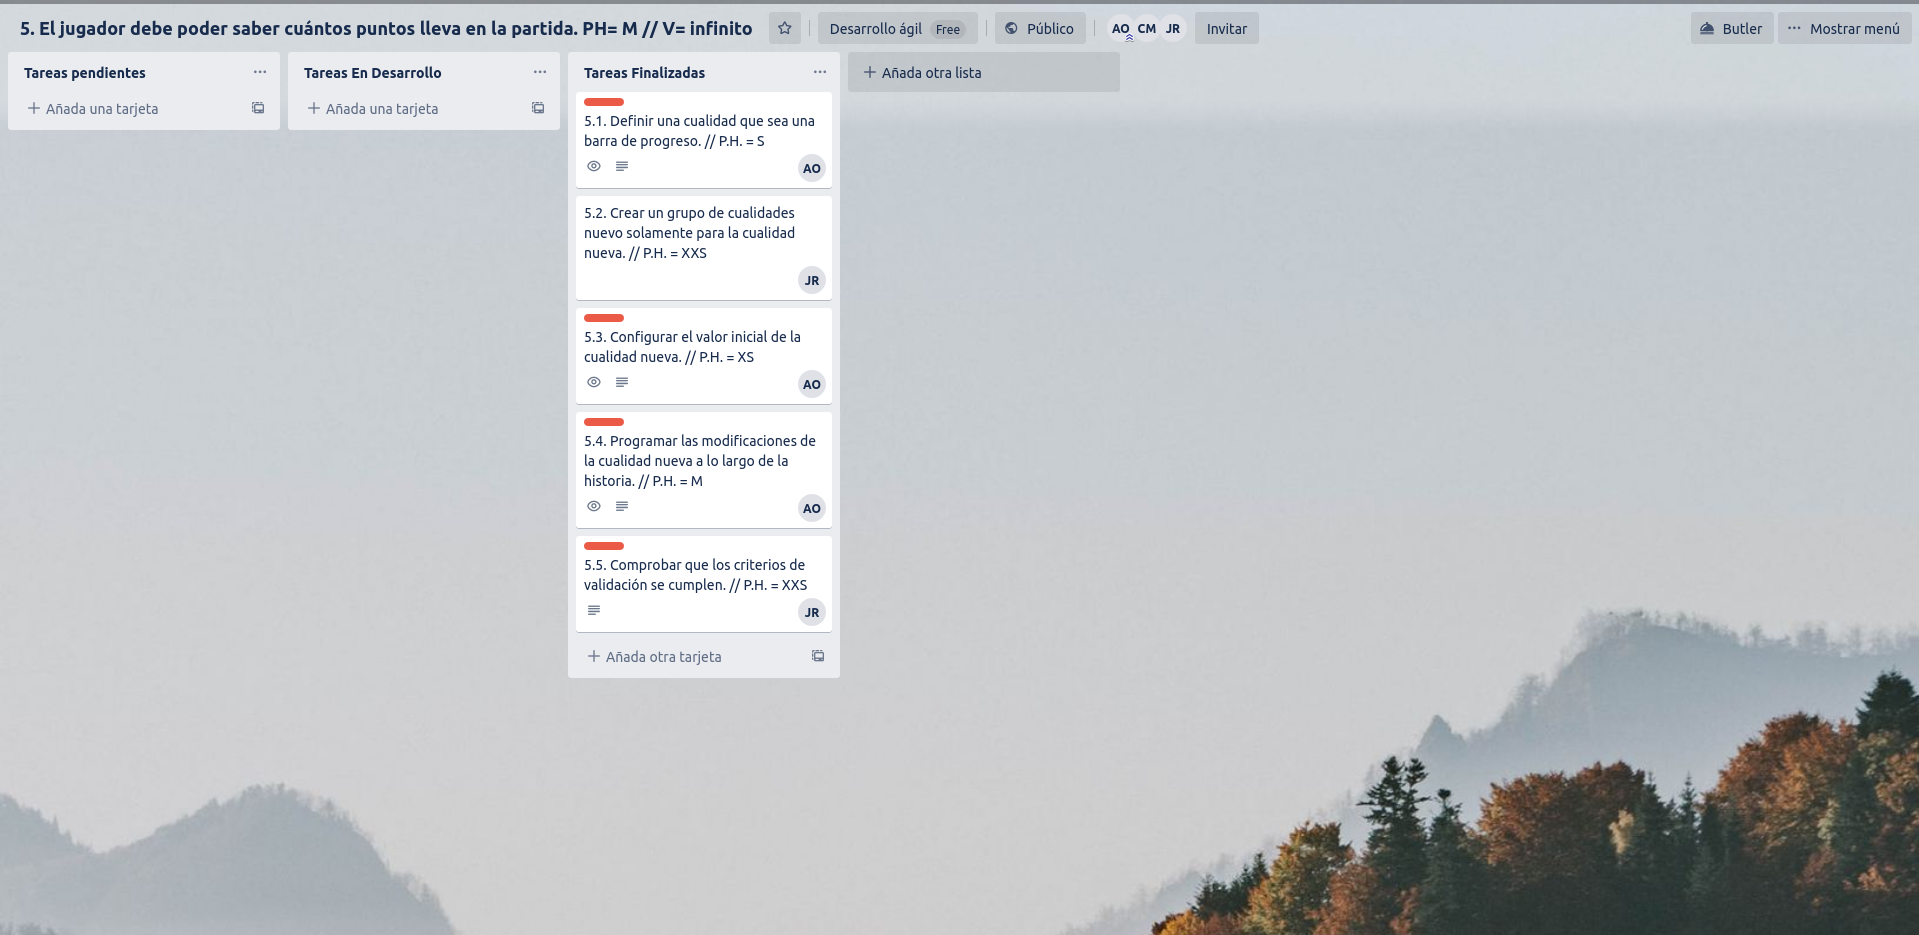 5. El jugador debe poder saber cuántos puntos lleva en la partida. PH= M // V= infinito
Desarrollo ágil Free
Público
AO CM JR
Invitar
Butler
Mostrar menú
Tareas pendientes
Añada una tarjeta
Tareas En Desarrollo
Añada una tarjeta
Tareas Finalizadas
5.1. Definir una cualidad que sea una
barra de progreso. // P.H. = S
AO
5.2. Crear un grupo de cualidades
nuevo solamente para la cualidad
nueva. // P.H. = XXS
JR
5.3. Configurar el valor inicial de la
cualidad nueva. // P.H. = XS
AO
5.4. Programar las modificaciones de
la cualidad nueva a lo largo de la
historia. // P.H. = M
AO
5.5. Comprobar que los criterios de
validación se cumplen. // P.H. = XXS
JR
Añada otra tarjeta
Añada otra lista